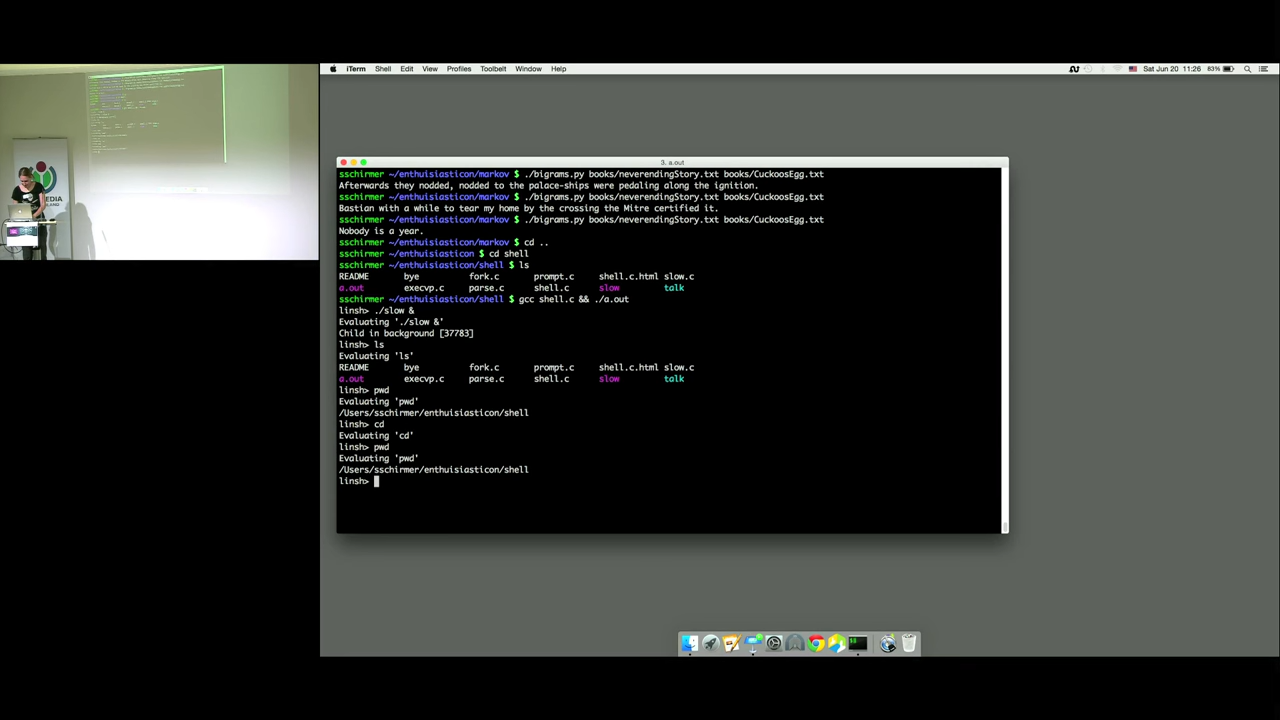 iTerm Shell Edit View Profiles Toolbelt Window Help
Sat Jun 20 11:26 83%
3. a.out
sschirmer ~/enthuisiasticon/markov $ ./bigrams.py books/neverendingStory.txt books/CuckoosEgg.txt
Afterwards they nodded, nodded to the palace-ships were pedaling along the ignition.
sschirmer ~/enthuisiasticon/markov $ ./bigrams.py books/neverendingStory.txt books/CuckoosEgg.txt
Bastian with a while to tear my home by the crossing the Mitre certified it.
sschirmer ~/enthuisiasticon/markov $ ./bigrams.py books/neverendingStory.txt books/CuckoosEgg.txt
Nobody is a year.
sschirmer ~/enthuisiasticon/markov $ cd ..
sschirmer ~/enthuisiasticon $ cd shell
sschirmer ~/enthuisiasticon/shell $ ls
README bye fork.c prompt.c shell.c.html slow.c
a.out execvp.c parse.c shell.c slow talk
sschirmer ~/enthuisiasticon/shell $ gcc shell.c && ./a.out
linsh> ./slow &
Evaluating './slow &'
Child in background [37783]
linsh> ls
Evaluating 'ls'
README bye fork.c prompt.c shell.c.html slow.c
a.out execvp.c parse.c shell.c slow talk
linsh> pwd
Evaluating 'pwd'
/Users/sschirmer/enthuisiasticon/shell
linsh> cd
Evaluating 'cd'
linsh> pwd
Evaluating 'pwd'
/Users/sschirmer/enthuisiasticon/shell
linsh>